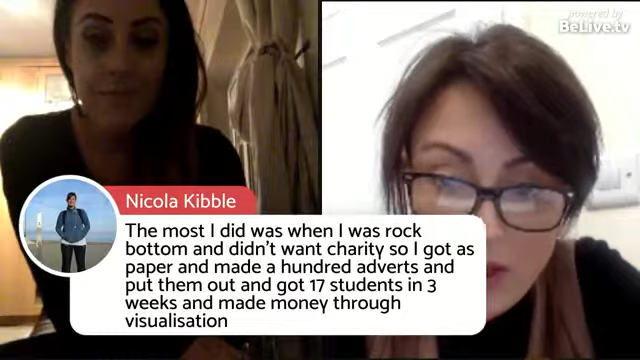 powered by
BeLive.tv
Nicola Kibble
The most I did was when I was rock
bottom and didn't want charity so I got as
paper and made a hundred adverts and
put them out and got 17 students in 3
weeks and made money through
visualisation